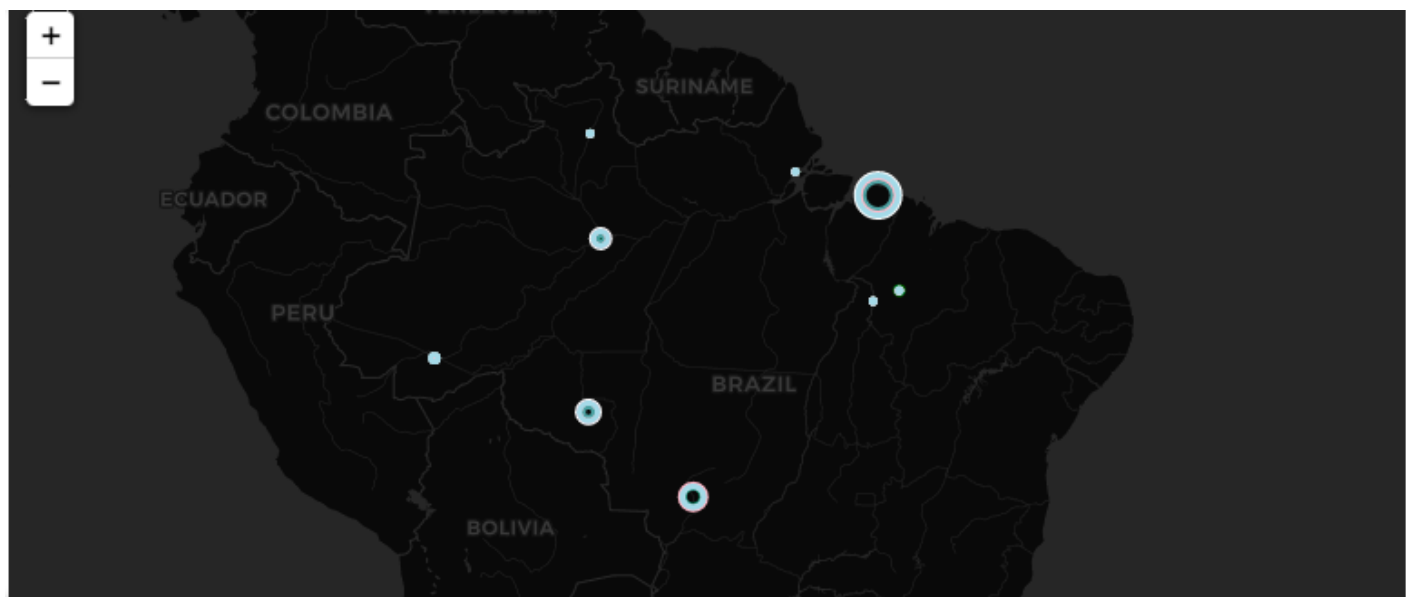 +
−
SURINAME
COLOMBIA
ECUADOR
PERU
BRAZIL
BOLIVIA